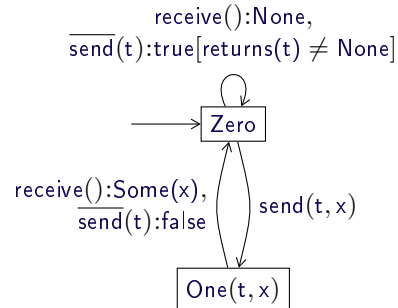 receive():None,
send(t):true[returns(t) ≠ None]
Zero
receive():Some(x),
send(t):false
send(t, x)
One(t, x)